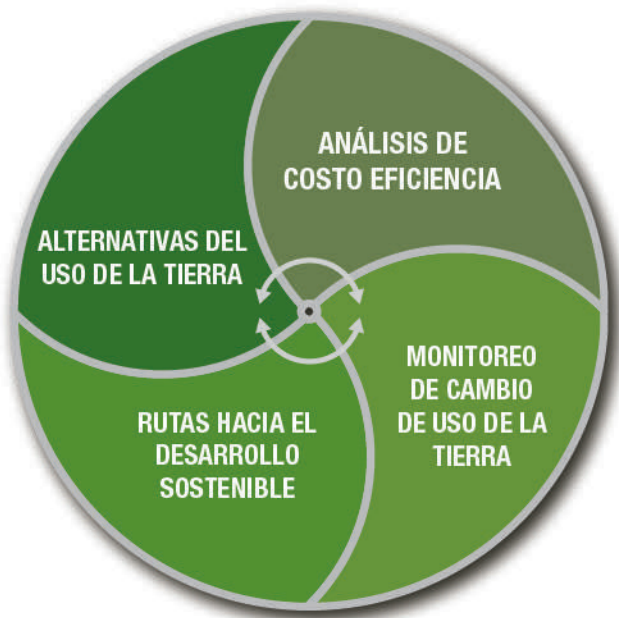 ANÁLISIS DE
COSTO EFICIENCIA
ALTERNATIVAS DEL
USO DE LA TIERRA
MONITOREO
DE CAMBIO
DE USO DE LA
TIERRA
RUTAS HACIA EL
DESARROLLO
SOSTENIBLE